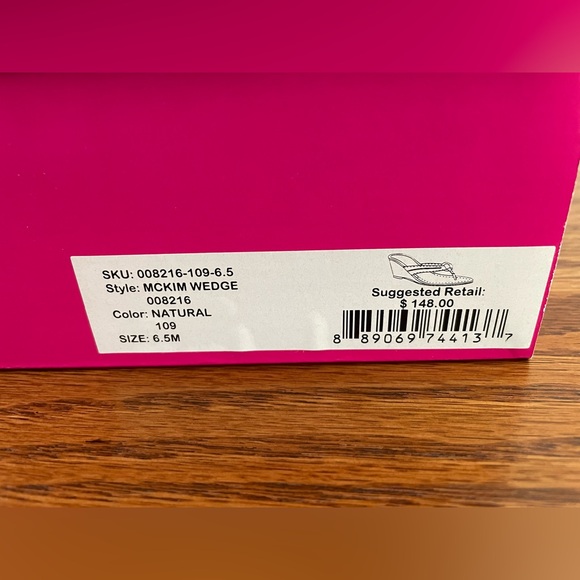 SKU: 008216-109-6.5
Style: MCKIM WEDGE
008216
Color: NATURAL
109
SIZE: 6.5M
Suggested Retail:
$ 148.00
8 89069 74413 7